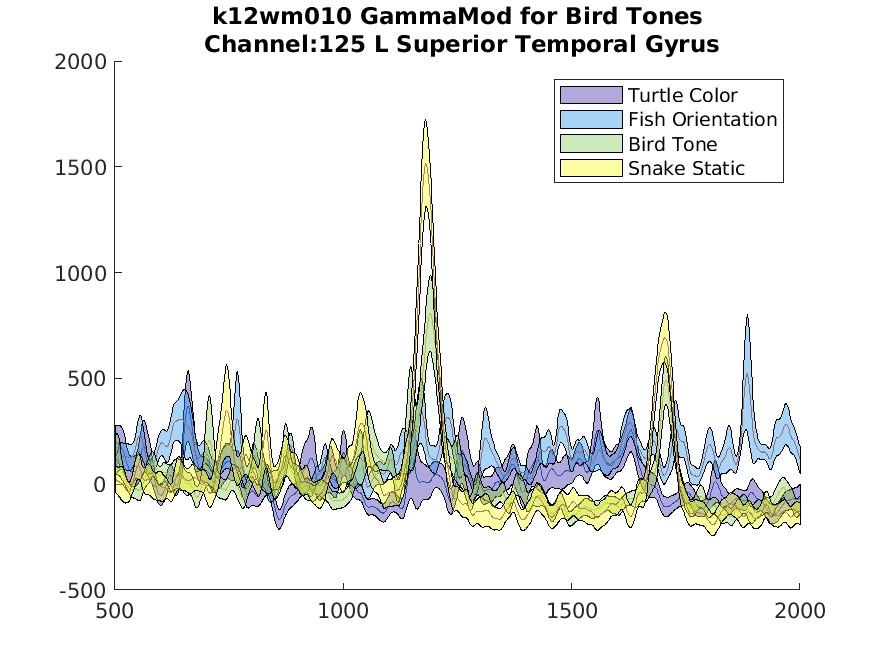 k12wm010 GammaMod for Bird Tones
Channel:125 L Superior Temporal Gyrus
2000
1500
1000
500
0
-500
500
1000
1500
2000
Turtle Color
Fish Orientation
Bird Tone
Snake Static